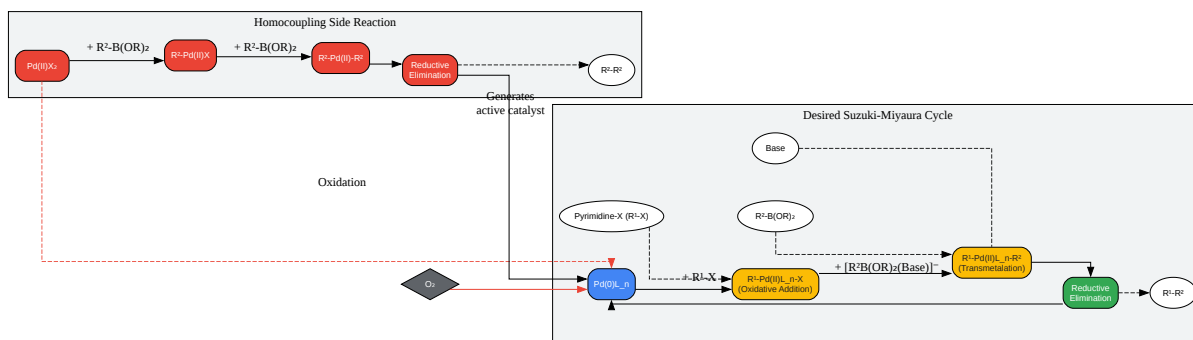 Homocoupling Side Reaction
+ R²-B(OR)₂
+ R²-B(OR)₂
Pd(II)X₂
R²-Pd(II)X
R²-Pd(II)-R²
Reductive
Elimination
R²-R²
Generates
active catalyst
Desired Suzuki-Miyaura Cycle
Base
Oxidation
Pyrimidine-X (R¹-X)
R²-B(OR)₂
R¹-Pd(II)L_n-R²
(Transmetalation)
+ [R²B(OR)₂(Base)]⁻
+ R¹-X
O₂
Pd(0)L_n
R¹-Pd(II)L_n-X
(Oxidative Addition)
Reductive
Elimination
R¹-R²